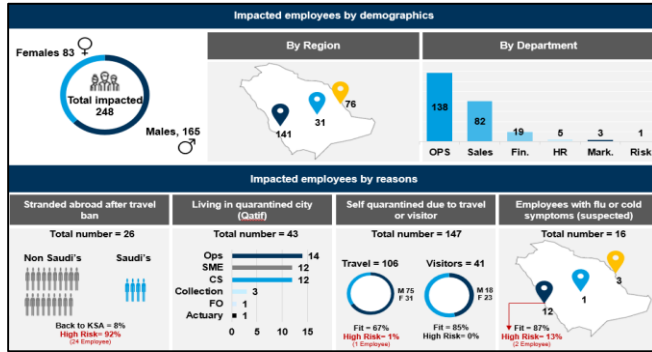 Impacted employees by demographics
Females 83
Total impacted
248
Males, 165
By Region
141
31
76
By Department
138
82
19
5
3
1
OPS Sales Fin. HR Mark. Risk
Impacted employees by reasons
Stranded abroad after travel
ban
Total number = 26
Non Saudi's Saudi's
Back to KSA = 8%
High Risk= 92%
(24 Employee)
Living in quarantined city
(Qatif)
Total number = 43
Ops 14
SME 12
CS 12
Collection 3
FO 1
Actuary 1
0 5 10 15
Self quarantined due to travel
or visitor
Total number = 147
Travel = 106 Visitors = 41
M 75
F 31
M 18
F 23
Fit = 67% Fit = 85%
High Risk= 1% High Risk= 0%
(1 Employee)
Employees with flu or cold
symptoms (suspected)
Total number = 16
12
1
3
Fit = 87%
High Risk= 13%
(2 Employee)